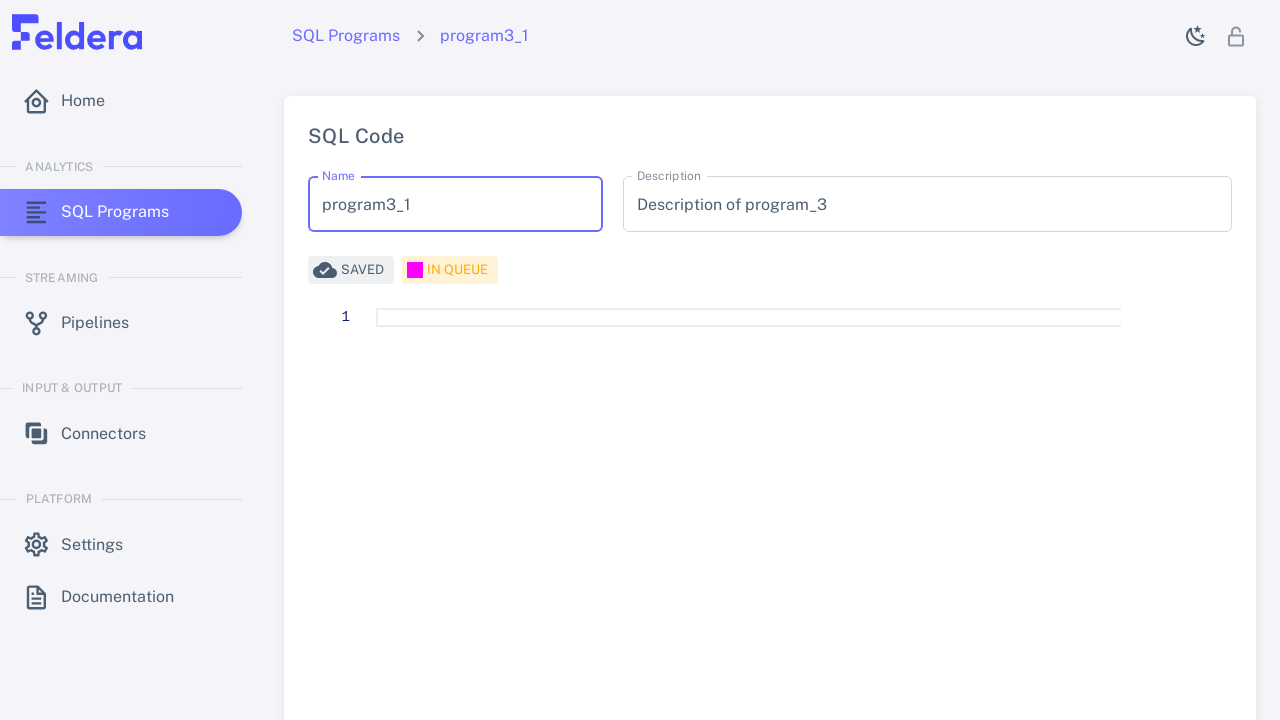 Feldera
SQL Programs
program3_1
Home
ANALYTICS
SQL Programs
STREAMING
Pipelines
INPUT & OUTPUT
Connectors
PLATFORM
Settings
Documentation
SQL Code
Name
program3_1
Description
Description of program_3
SAVED
IN QUEUE
1